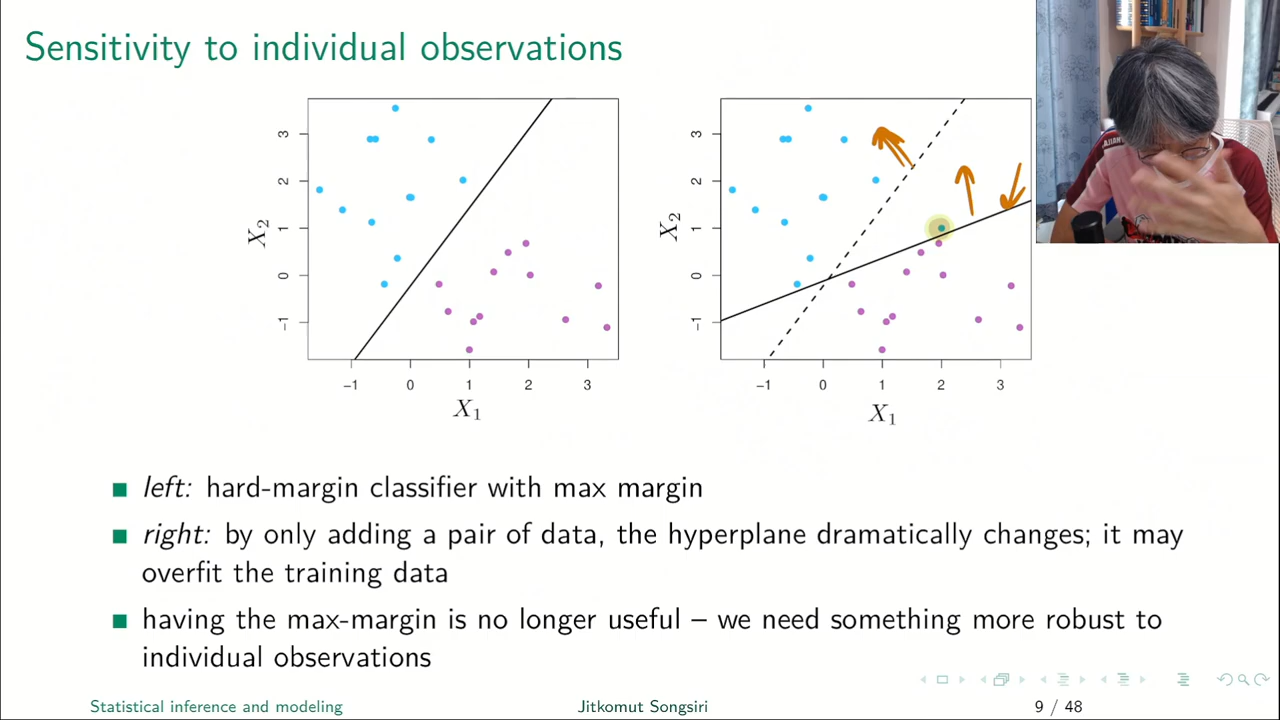 Sensitivity to individual observations
3
2
1
0
−1
X2
−1
0
1
2
3
X1
3
2
1
0
−1
X2
−1
0
1
2
3
X1
left: hard-margin classifier with max margin
right: by only adding a pair of data, the hyperplane dramatically changes; it may
overfit the training data
having the max-margin is no longer useful – we need something more robust to
individual observations
Statistical inference and modeling
Jitkomut Songsiri
9 / 48